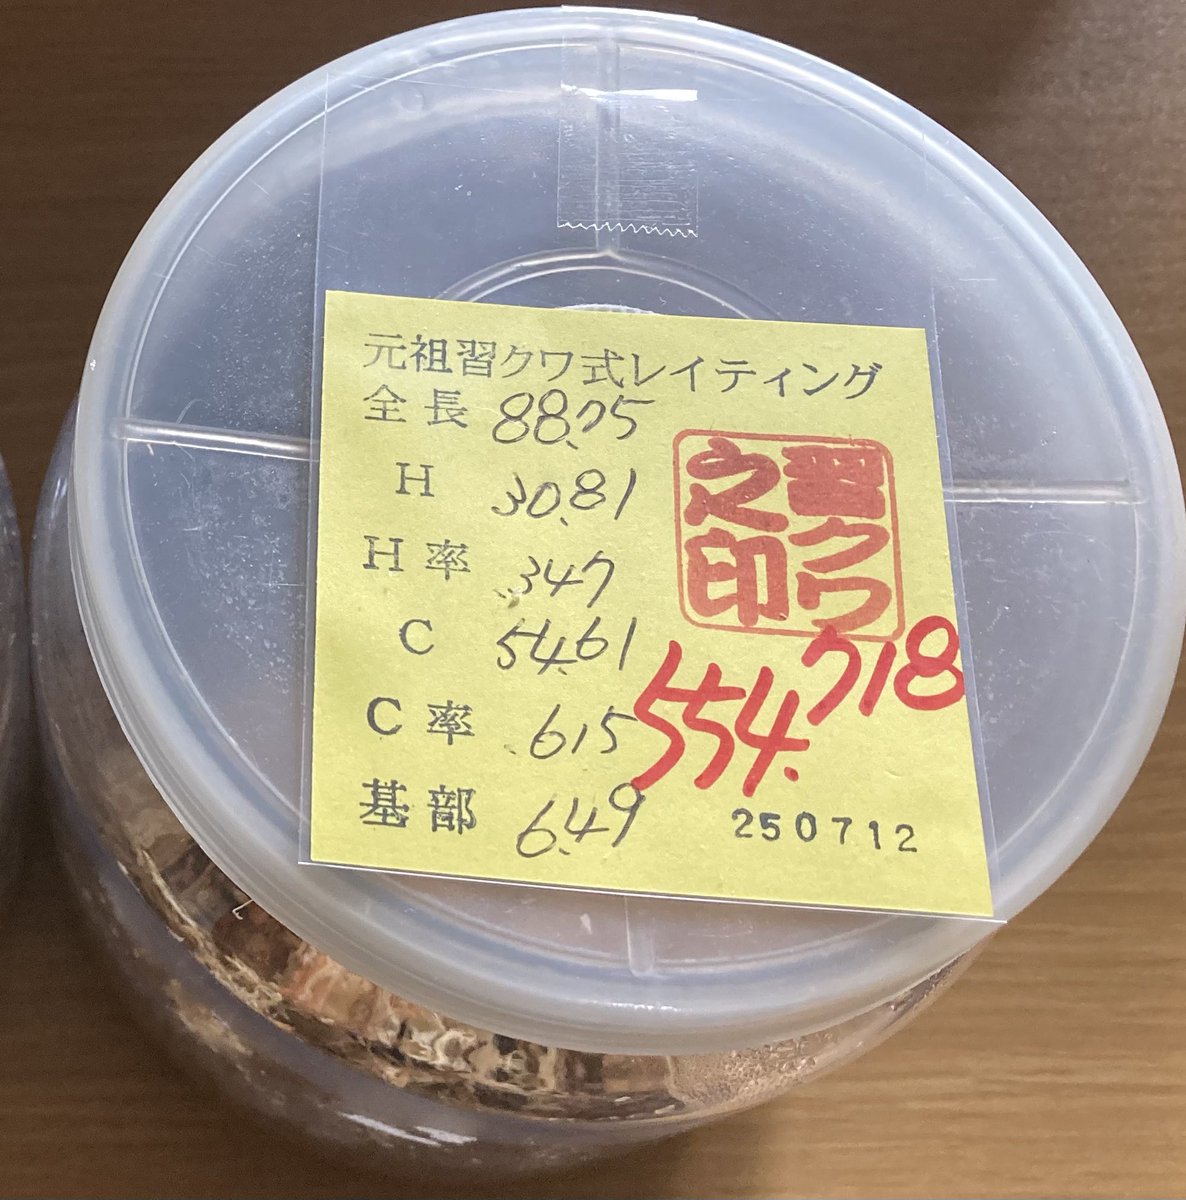 元祖習クワ式レイティング
全長 88.75
H 30.81
H率 .347
C 54.61
C率 .615
基部 6.49
習クワ之印
554.718
250712